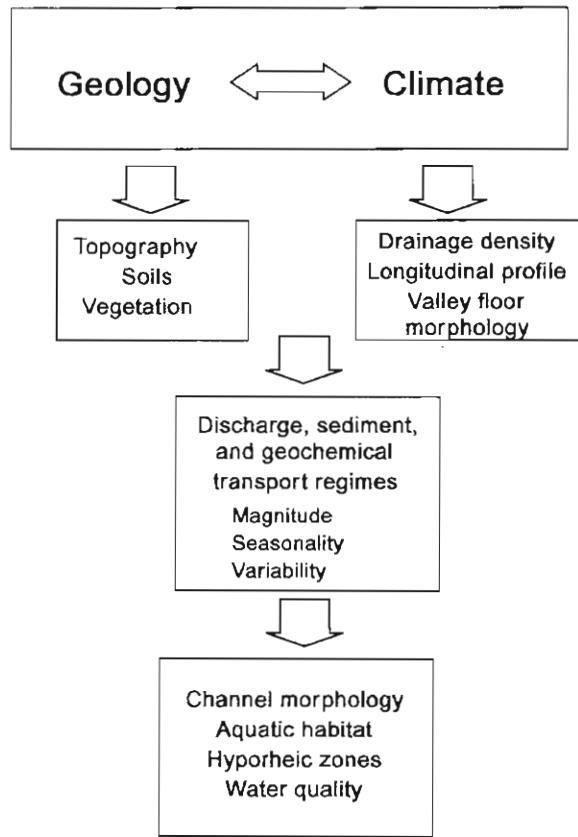 Geology
Climate
Topography
Soils
Vegetation
Drainage density
Longitudinal profile
Valley floor
morphology
Discharge, sediment,
and geochemical
transport regimes
Magnitude
Seasonality
Variability
Channel morphology
Aquatic habitat
Hyporheic zones
Water quality